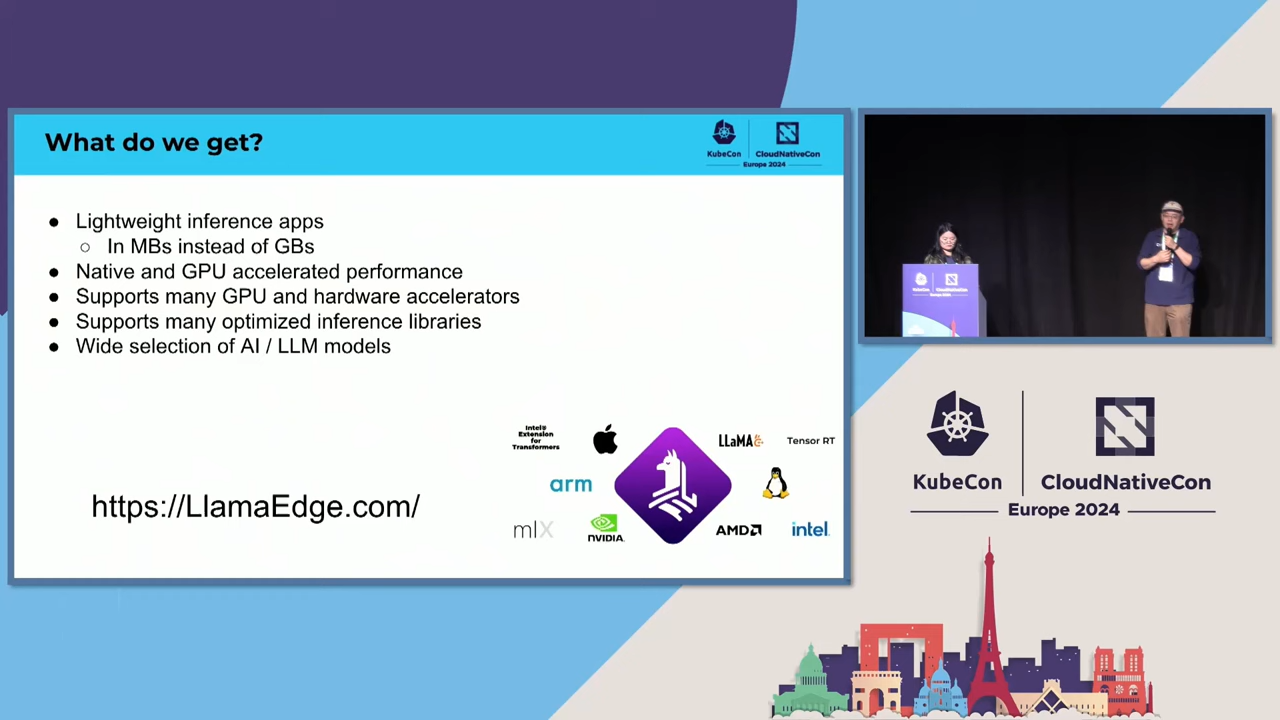 What do we get?
KubeCon
CloudNativeCon
Europe 2024
● Lightweight inference apps
○ In MBs instead of GBs
● Native and GPU accelerated performance
● Supports many GPU and hardware accelerators
● Supports many optimized inference libraries
● Wide selection of AI / LLM models
https://LlamaEdge.com/
Intel®
Extension
for
Transformers
LLaMA
Tensor RT
arm
mlX
NVIDIA
AMD
intel
KubeCon
CloudNativeCon
Europe 2024